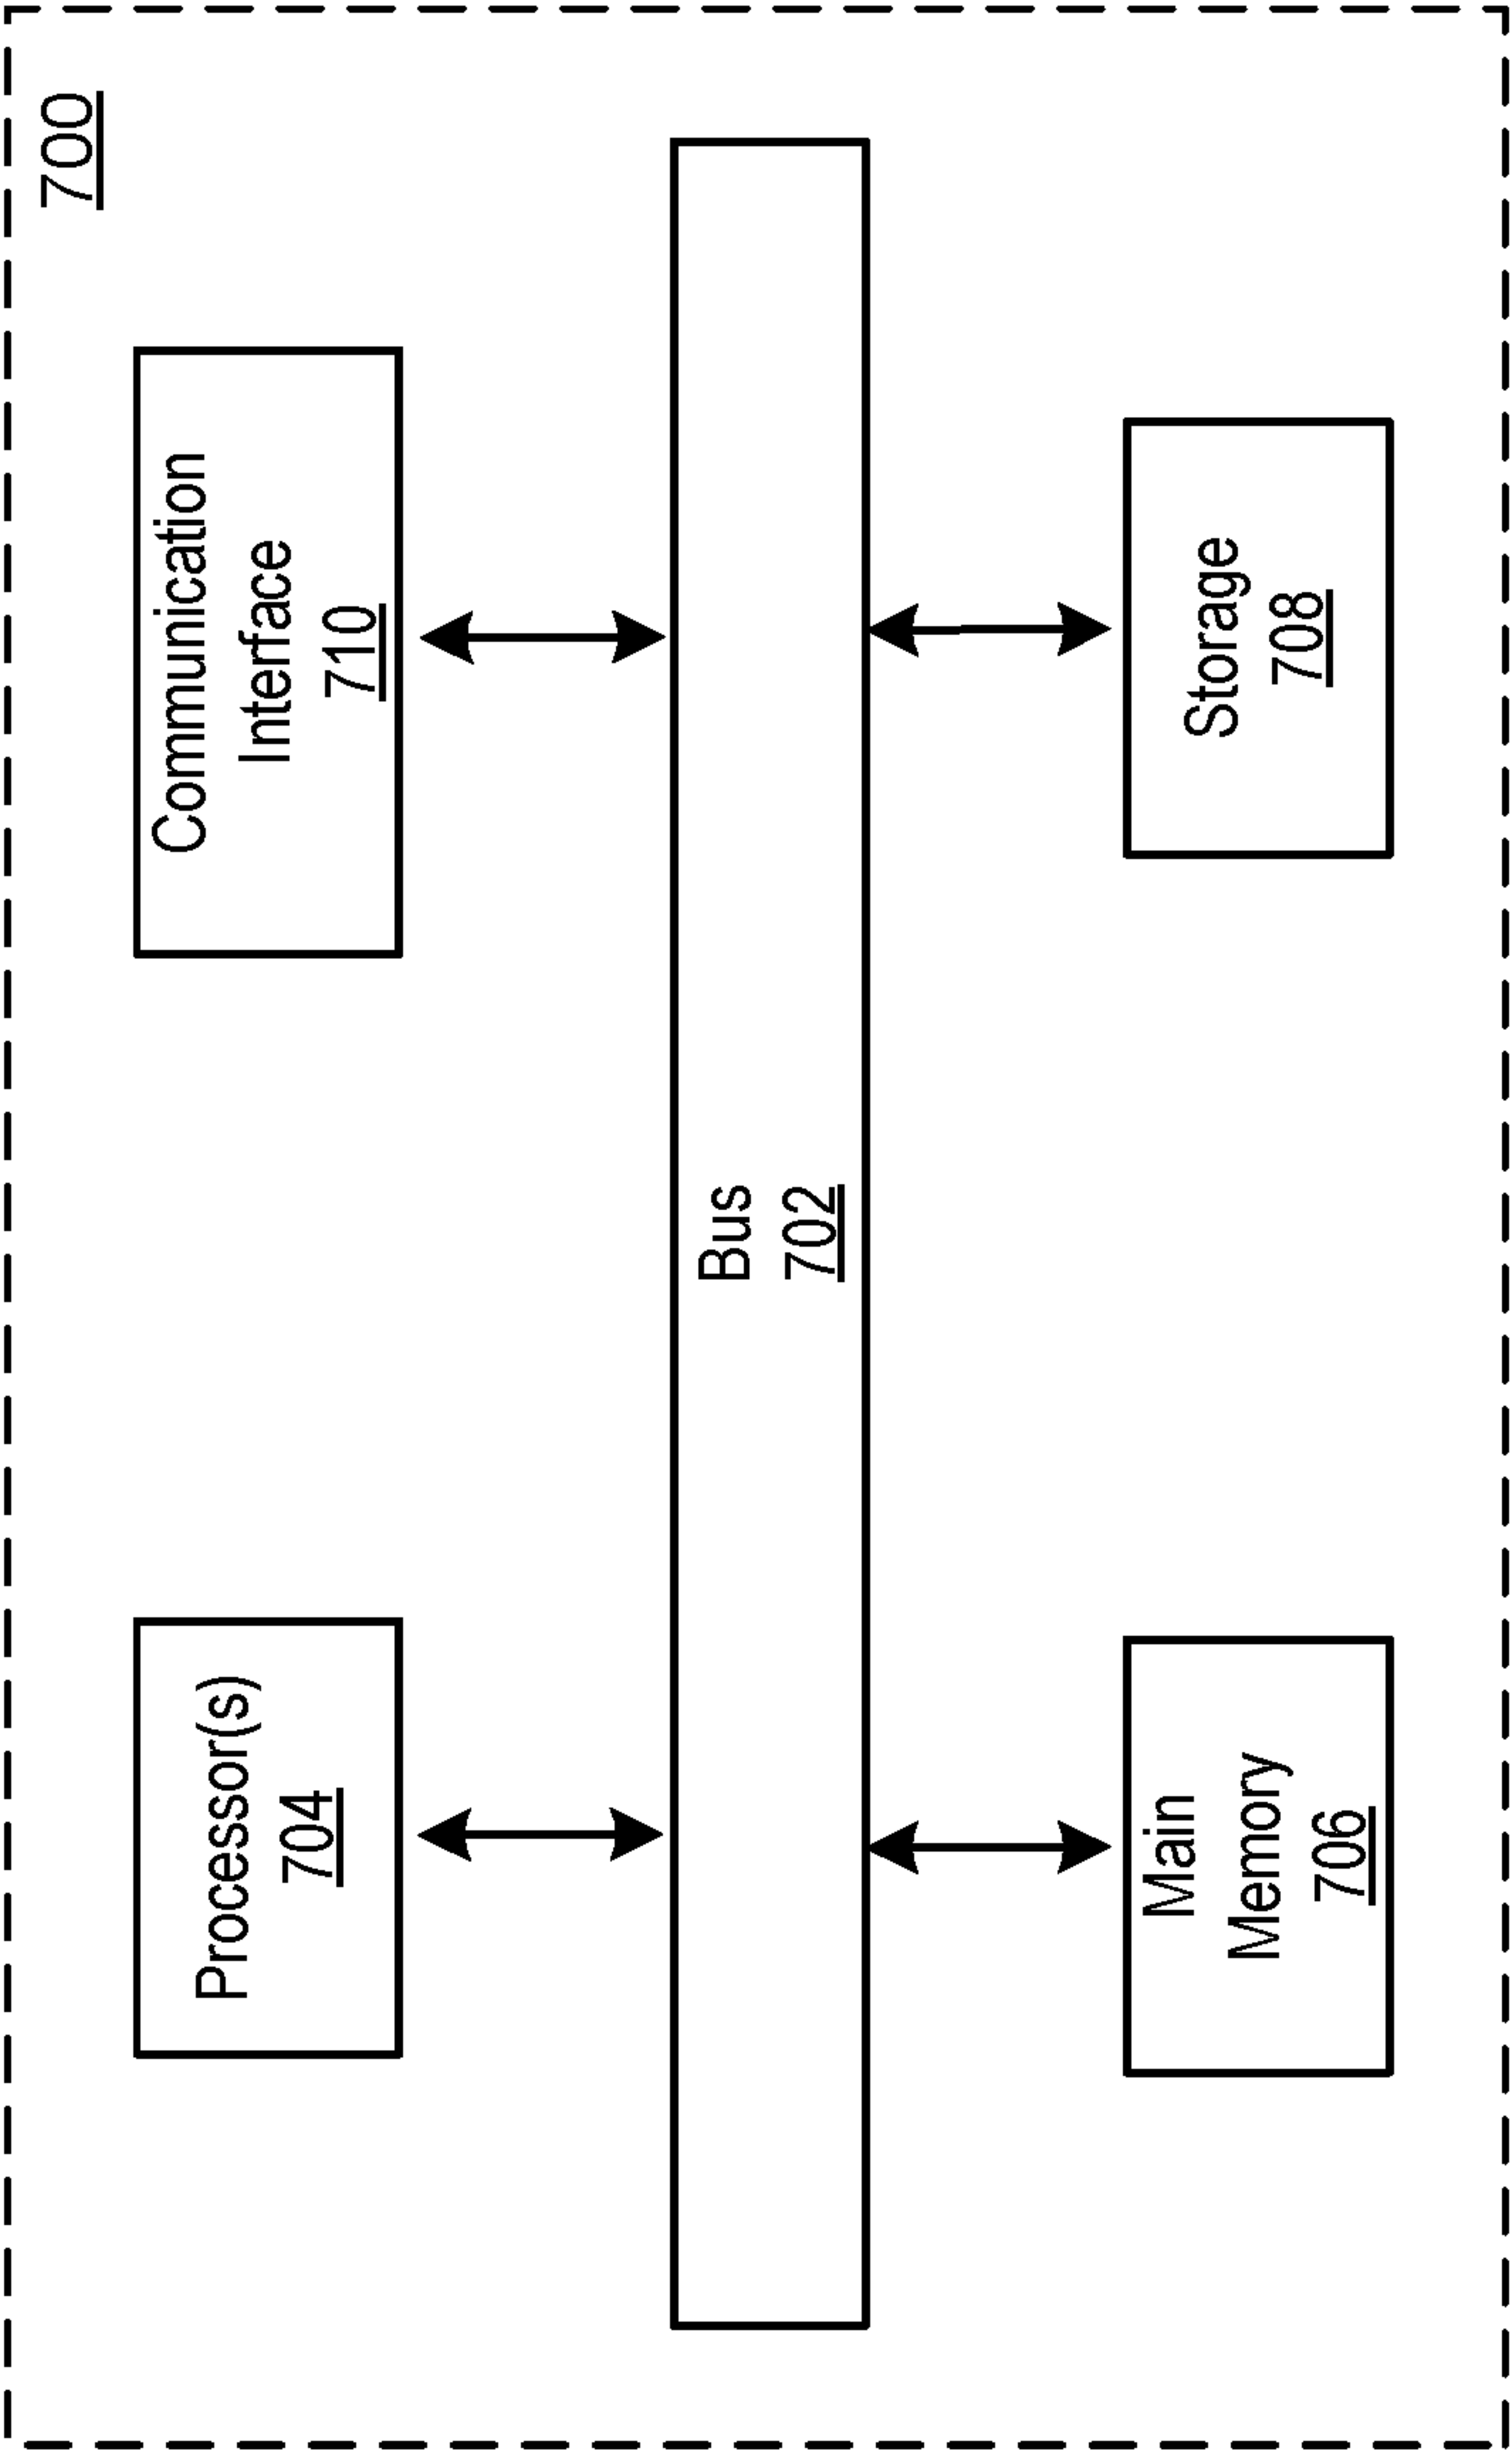 700
Processor(s)
704
Communication
Interface
710
Bus
702
Main
Memory
706
Storage
708